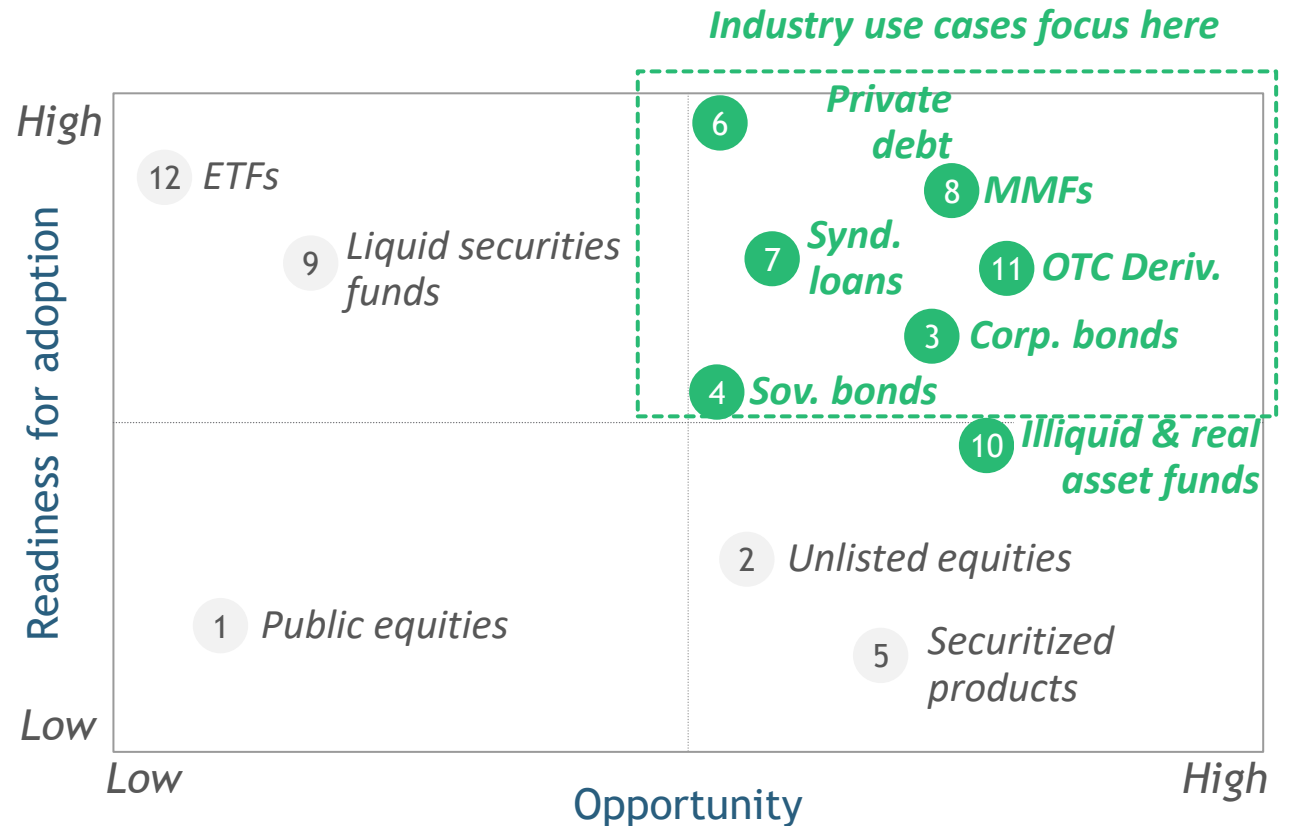 Industry use cases focus here
High
6
Private
debt
12 ETFs
8 MMFs
9 Liquid securities
funds
7 Synd.
loans
11 OTC Deriv.
3 Corp. bonds
4 Sov. bonds
10 Illiquid & real
asset funds
2 Unlisted equities
1 Public equities
5 Securitized
products
Readiness for adoption
Low
Low
High
Opportunity